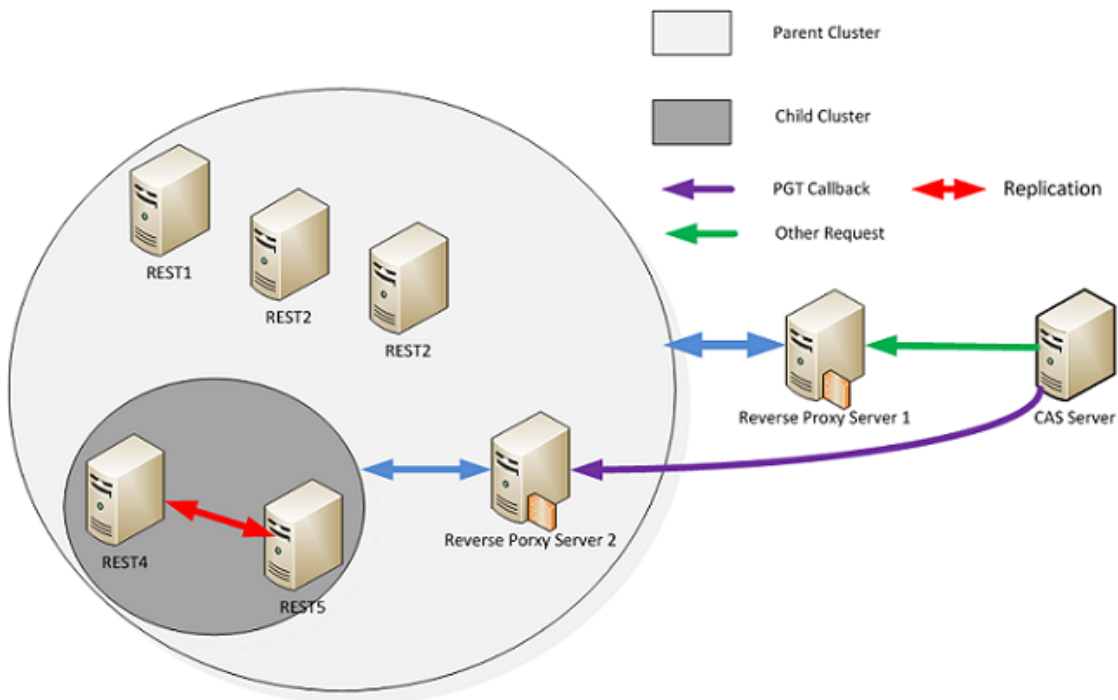 Parent Cluster
Child Cluster
PGT Callback
Replication
Other Request
REST1
REST2
REST2
Reverse Proxy Server 1
CAS Server
Reverse Porxy Server 2
REST4
REST5